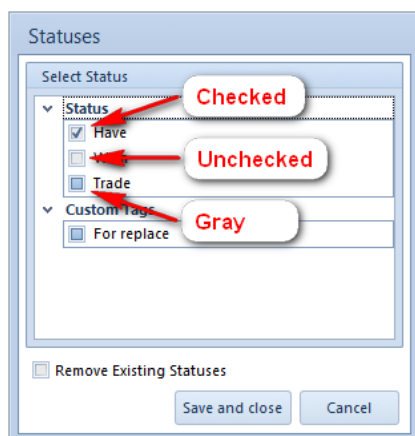 Statuses
Select Status
Status
Checked
Have
Unchecked
Trade
Custom Tags
Gray
For replace
Remove Existing Statuses
Save and close
Cancel